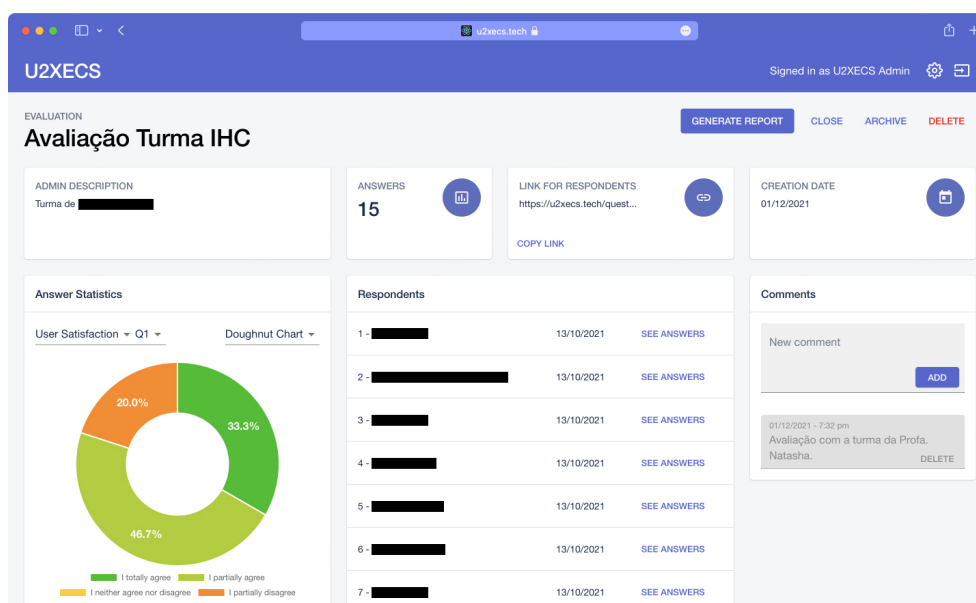 u2xecs.tech
U2XECS
Signed in as U2XECS Admin
EVALUATION
Avaliação Turma IHC
GENERATE REPORT
CLOSE
ARCHIVE
DELETE
ADMIN DESCRIPTION
Turma de
ANSWERS
15
LINK FOR RESPONDENTS
https://u2xecs.tech/quest...
COPY LINK
CREATION DATE
01/12/2021
Answer Statistics
User Satisfaction Q1 Doughnut Chart
20.0%
33.3%
46.7%
I totally agree I partially agree
I neither agree nor disagree I partially disagree
Respondents
1 - 13/10/2021 SEE ANSWERS
2 - 13/10/2021 SEE ANSWERS
3 - 13/10/2021 SEE ANSWERS
4 - 13/10/2021 SEE ANSWERS
5 - 13/10/2021 SEE ANSWERS
6 - 13/10/2021 SEE ANSWERS
7 - 13/10/2021 SEE ANSWERS
Comments
New comment
ADD
01/12/2021 - 7:32 pm
Avaliação com a turma da Profa.
Natasha.
DELETE